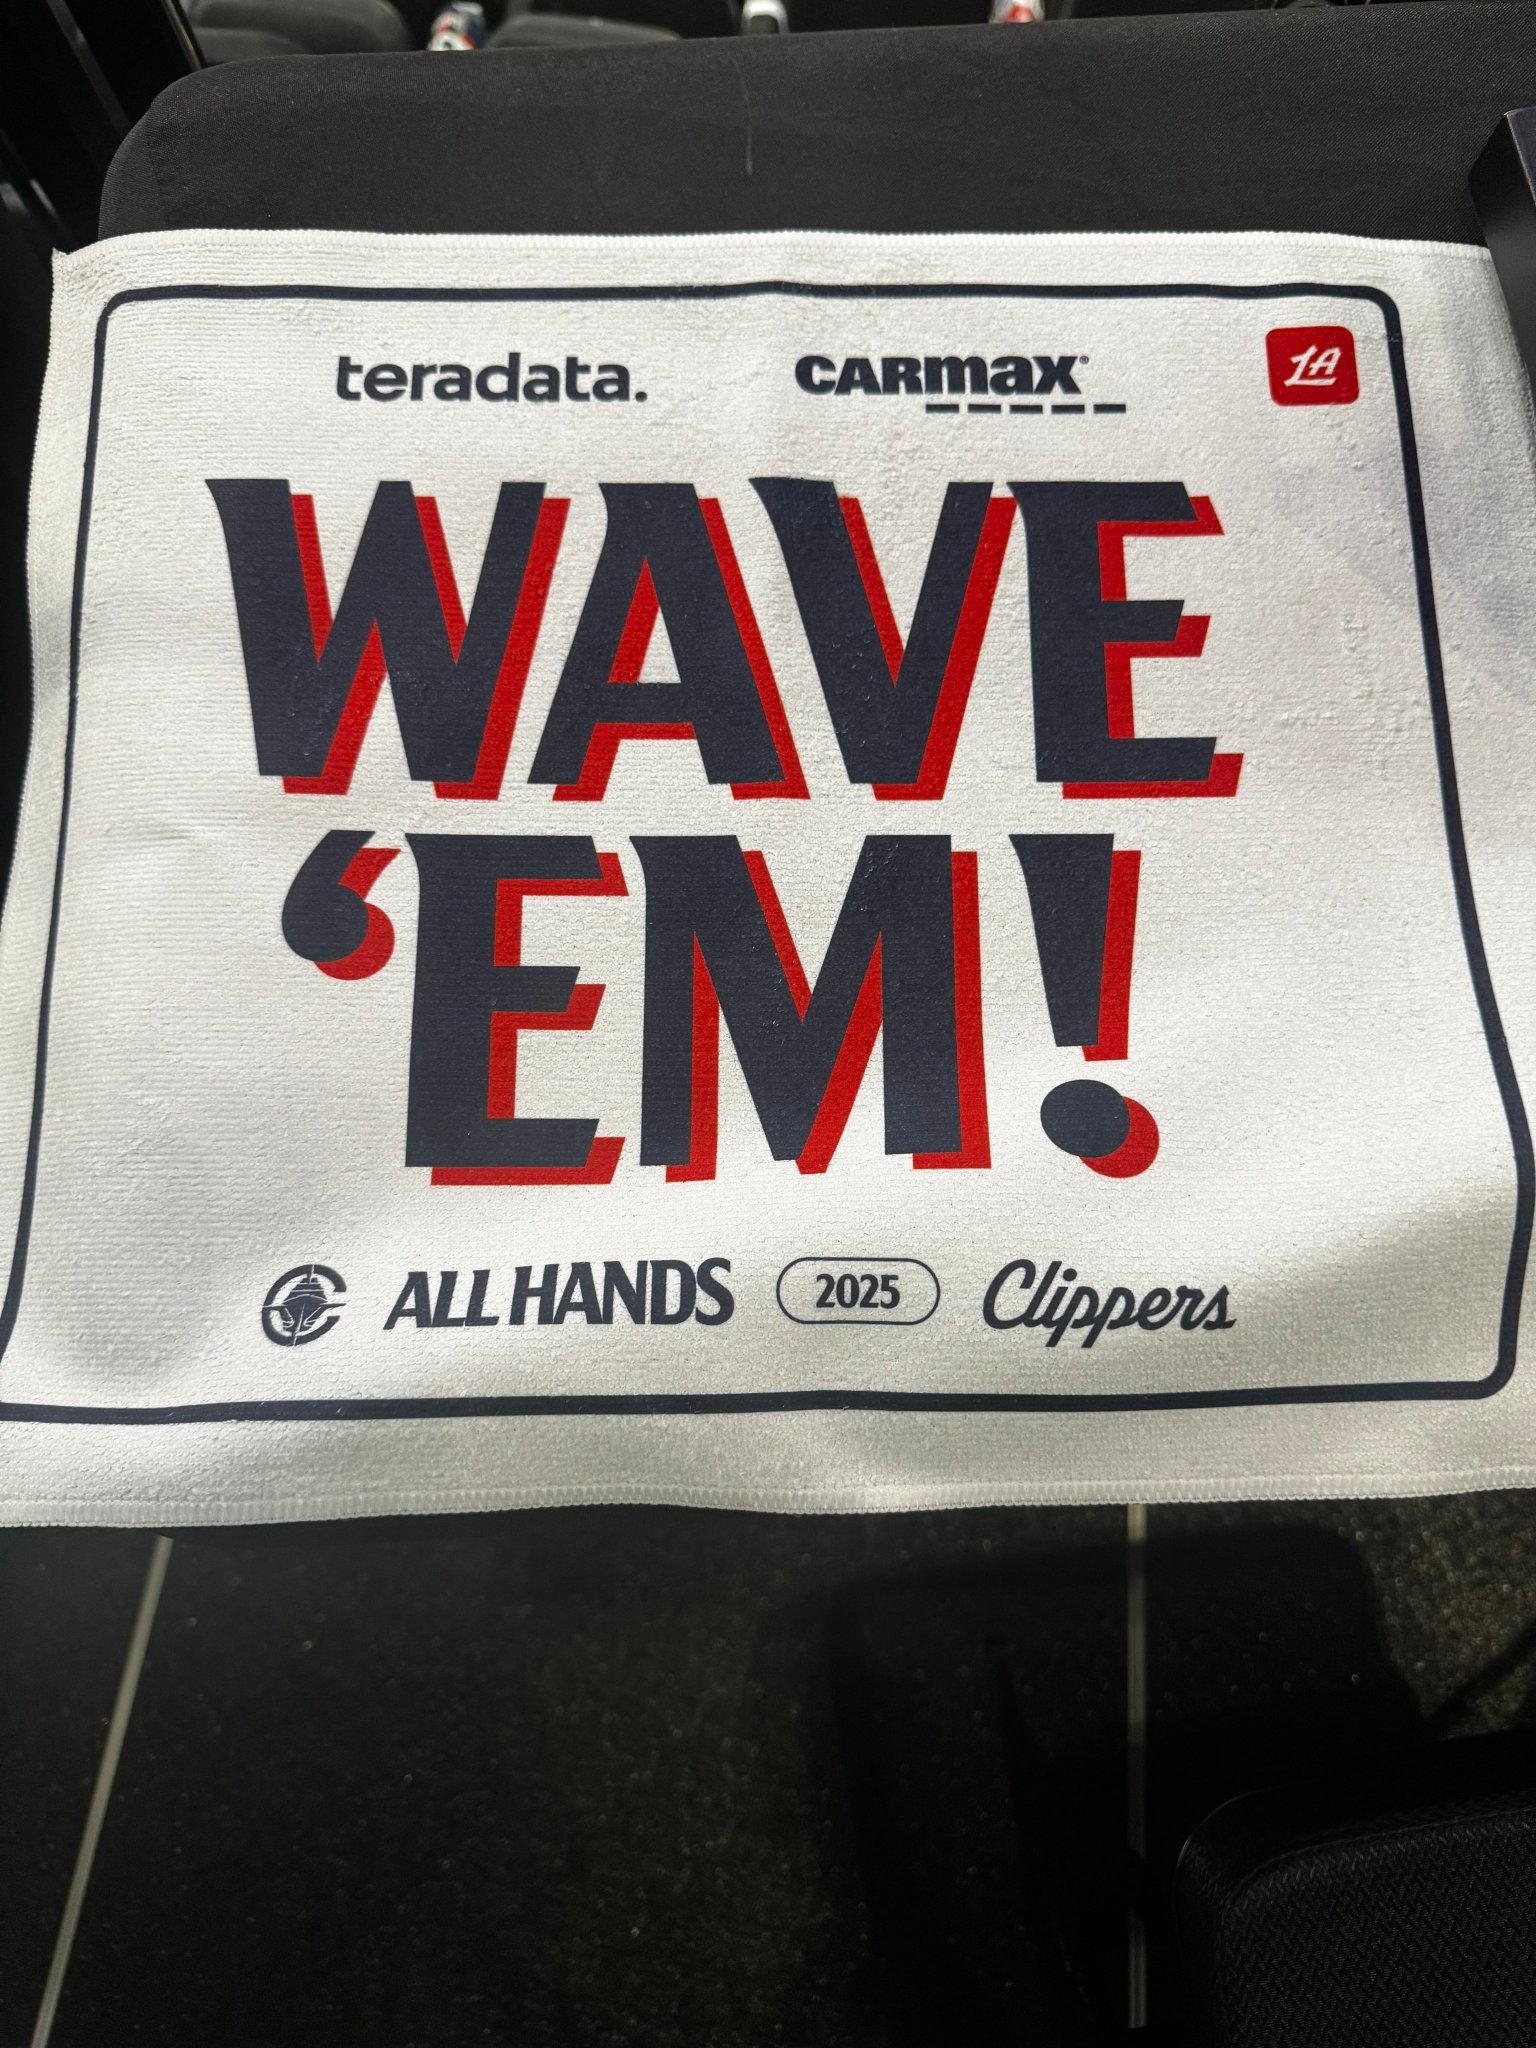 teradata. CARMAX® LA
WAVE
‘EM!
ALL HANDS 2025 Clippers